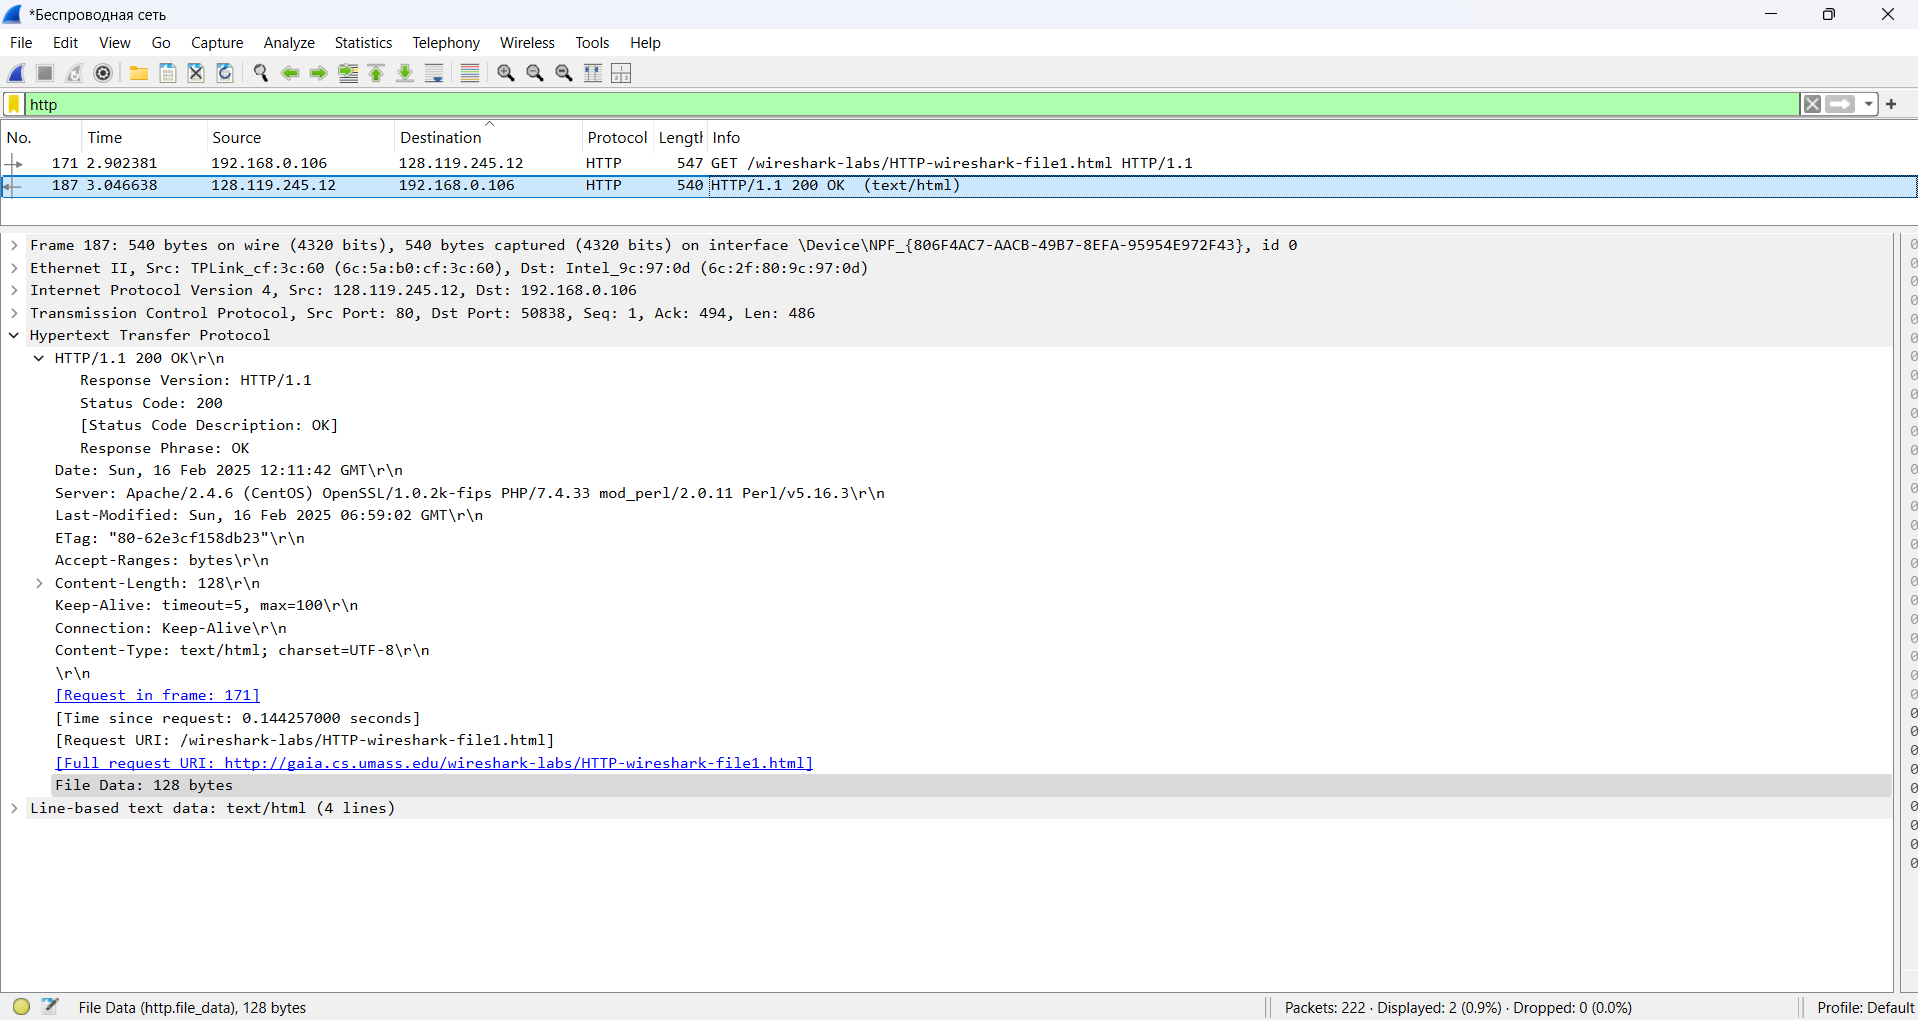 *Беспроводная сеть
File Edit View Go Capture Analyze Statistics Telephony Wireless Tools Help
http
No. Time Source Destination Protocol Lengtl Info
171 2.902381 192.168.0.106 128.119.245.12 HTTP 547 GET /wireshark-labs/HTTP-wireshark-file1.html HTTP/1.1
187 3.046638 128.119.245.12 192.168.0.106 HTTP 540 HTTP/1.1 200 OK (text/html)
Frame 187: 540 bytes on wire (4320 bits), 540 bytes captured (4320 bits) on interface \Device\NPF_{806F4AC7-AACB-49B7-8EFA-95954E972F43}, id 0
Ethernet II, Src: TPLink_cf:3c:60 (6c:5a:b0:cf:3c:60), Dst: Intel_9c:97:0d (6c:2f:80:9c:97:0d)
Internet Protocol Version 4, Src: 128.119.245.12, Dst: 192.168.0.106
Transmission Control Protocol, Src Port: 80, Dst Port: 50838, Seq: 1, Ack: 494, Len: 486
Hypertext Transfer Protocol
HTTP/1.1 200 OK\r\n
Response Version: HTTP/1.1
Status Code: 200
[Status Code Description: OK]
Response Phrase: OK
Date: Sun, 16 Feb 2025 12:11:42 GMT\r\n
Server: Apache/2.4.6 (CentOS) OpenSSL/1.0.2k-fips PHP/7.4.33 mod_perl/2.0.11 Perl/v5.16.3\r\n
Last-Modified: Sun, 16 Feb 2025 06:59:02 GMT\r\n
ETag: "80-62e3cf158db23"\r\n
Accept-Ranges: bytes\r\n
Content-Length: 128\r\n
Keep-Alive: timeout=5, max=100\r\n
Connection: Keep-Alive\r\n
Content-Type: text/html; charset=UTF-8\r\n
\r\n
[Request in frame: 171]
[Time since request: 0.144257000 seconds]
[Request URI: /wireshark-labs/HTTP-wireshark-file1.html]
[Full request URI: http://gaia.cs.umass.edu/wireshark-labs/HTTP-wireshark-file1.html]
File Data: 128 bytes
Line-based text data: text/html (4 lines)
File Data (http.file_data), 128 bytes
Packets: 222 · Displayed: 2 (0.9%) · Dropped: 0 (0.0%)
Profile: Default